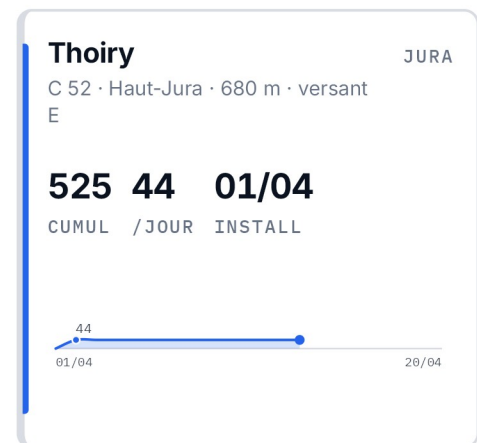 Thoiry
JURA
C 52 · Haut-Jura · 680 m · versant
E
525 44 01/04
CUMUL /JOUR INSTALL
44
01/04 20/04